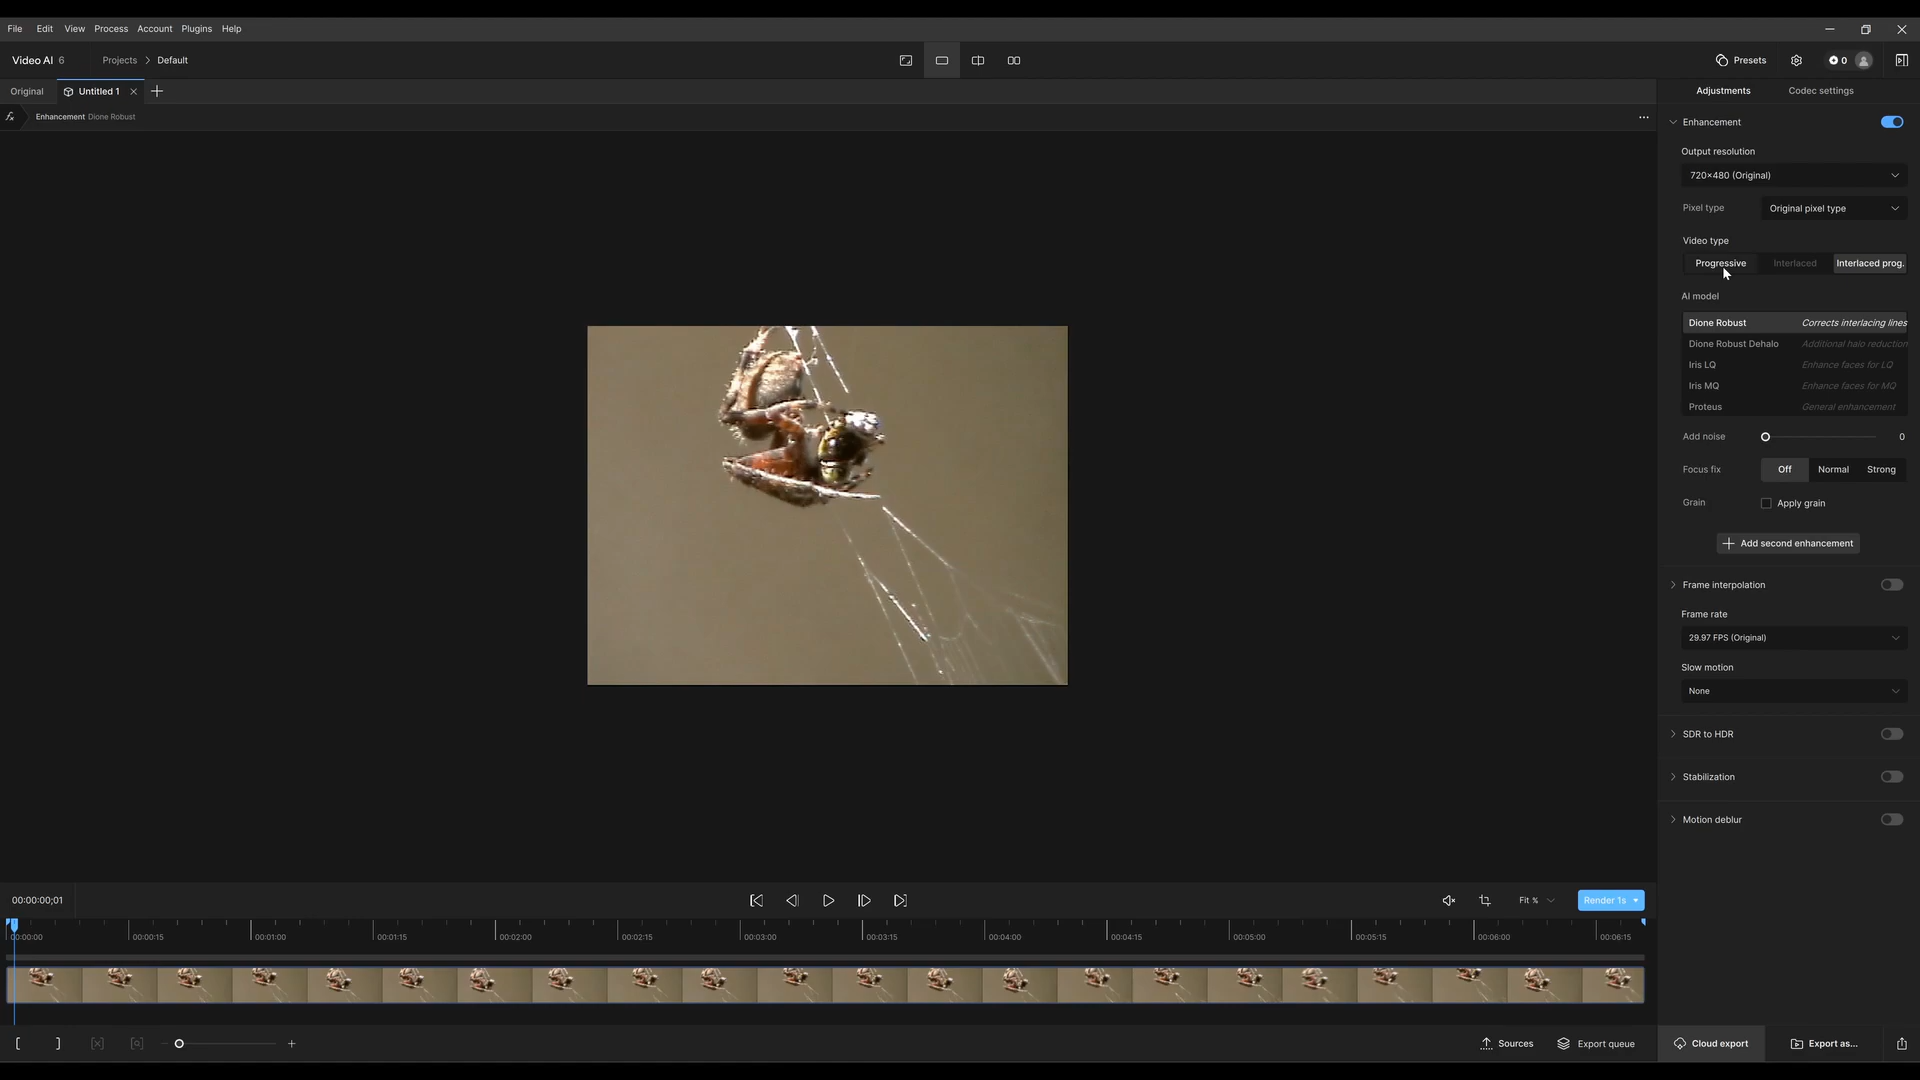 File Edit View Process Account Plugins Help
Video AI 6 Projects > Default Presets 0
Original Untitled 1
Adjustments Codec settings
fx Enhancement Dione Robust
Enhancement
Output resolution
720×480 (Original)
Pixel type Original pixel type
Video type
Progressive Interlaced Interlaced prog.
AI model
Dione Robust Corrects interlacing lines
Dione Robust Dehalo Additional halo reduction
Iris LQ Enhance faces for LQ
Iris MQ Enhance faces for MQ
Proteus General enhancement
Add noise 0
Focus fix Off Normal Strong
Grain Apply grain
Add second enhancement
Frame interpolation
Frame rate
29.97 FPS (Original)
Slow motion
None
SDR to HDR
Stabilization
Motion deblur
00:00:00;01 Fit % Render 1s
00:00:00 00:00:15 00:01:00 00:01:15 00:02:00 00:02:15 00:03:00 00:03:15 00:04:00 00:04:15 00:05:00 00:05:15 00:06:00 00:06:15
Sources Export queue Cloud export Export as...